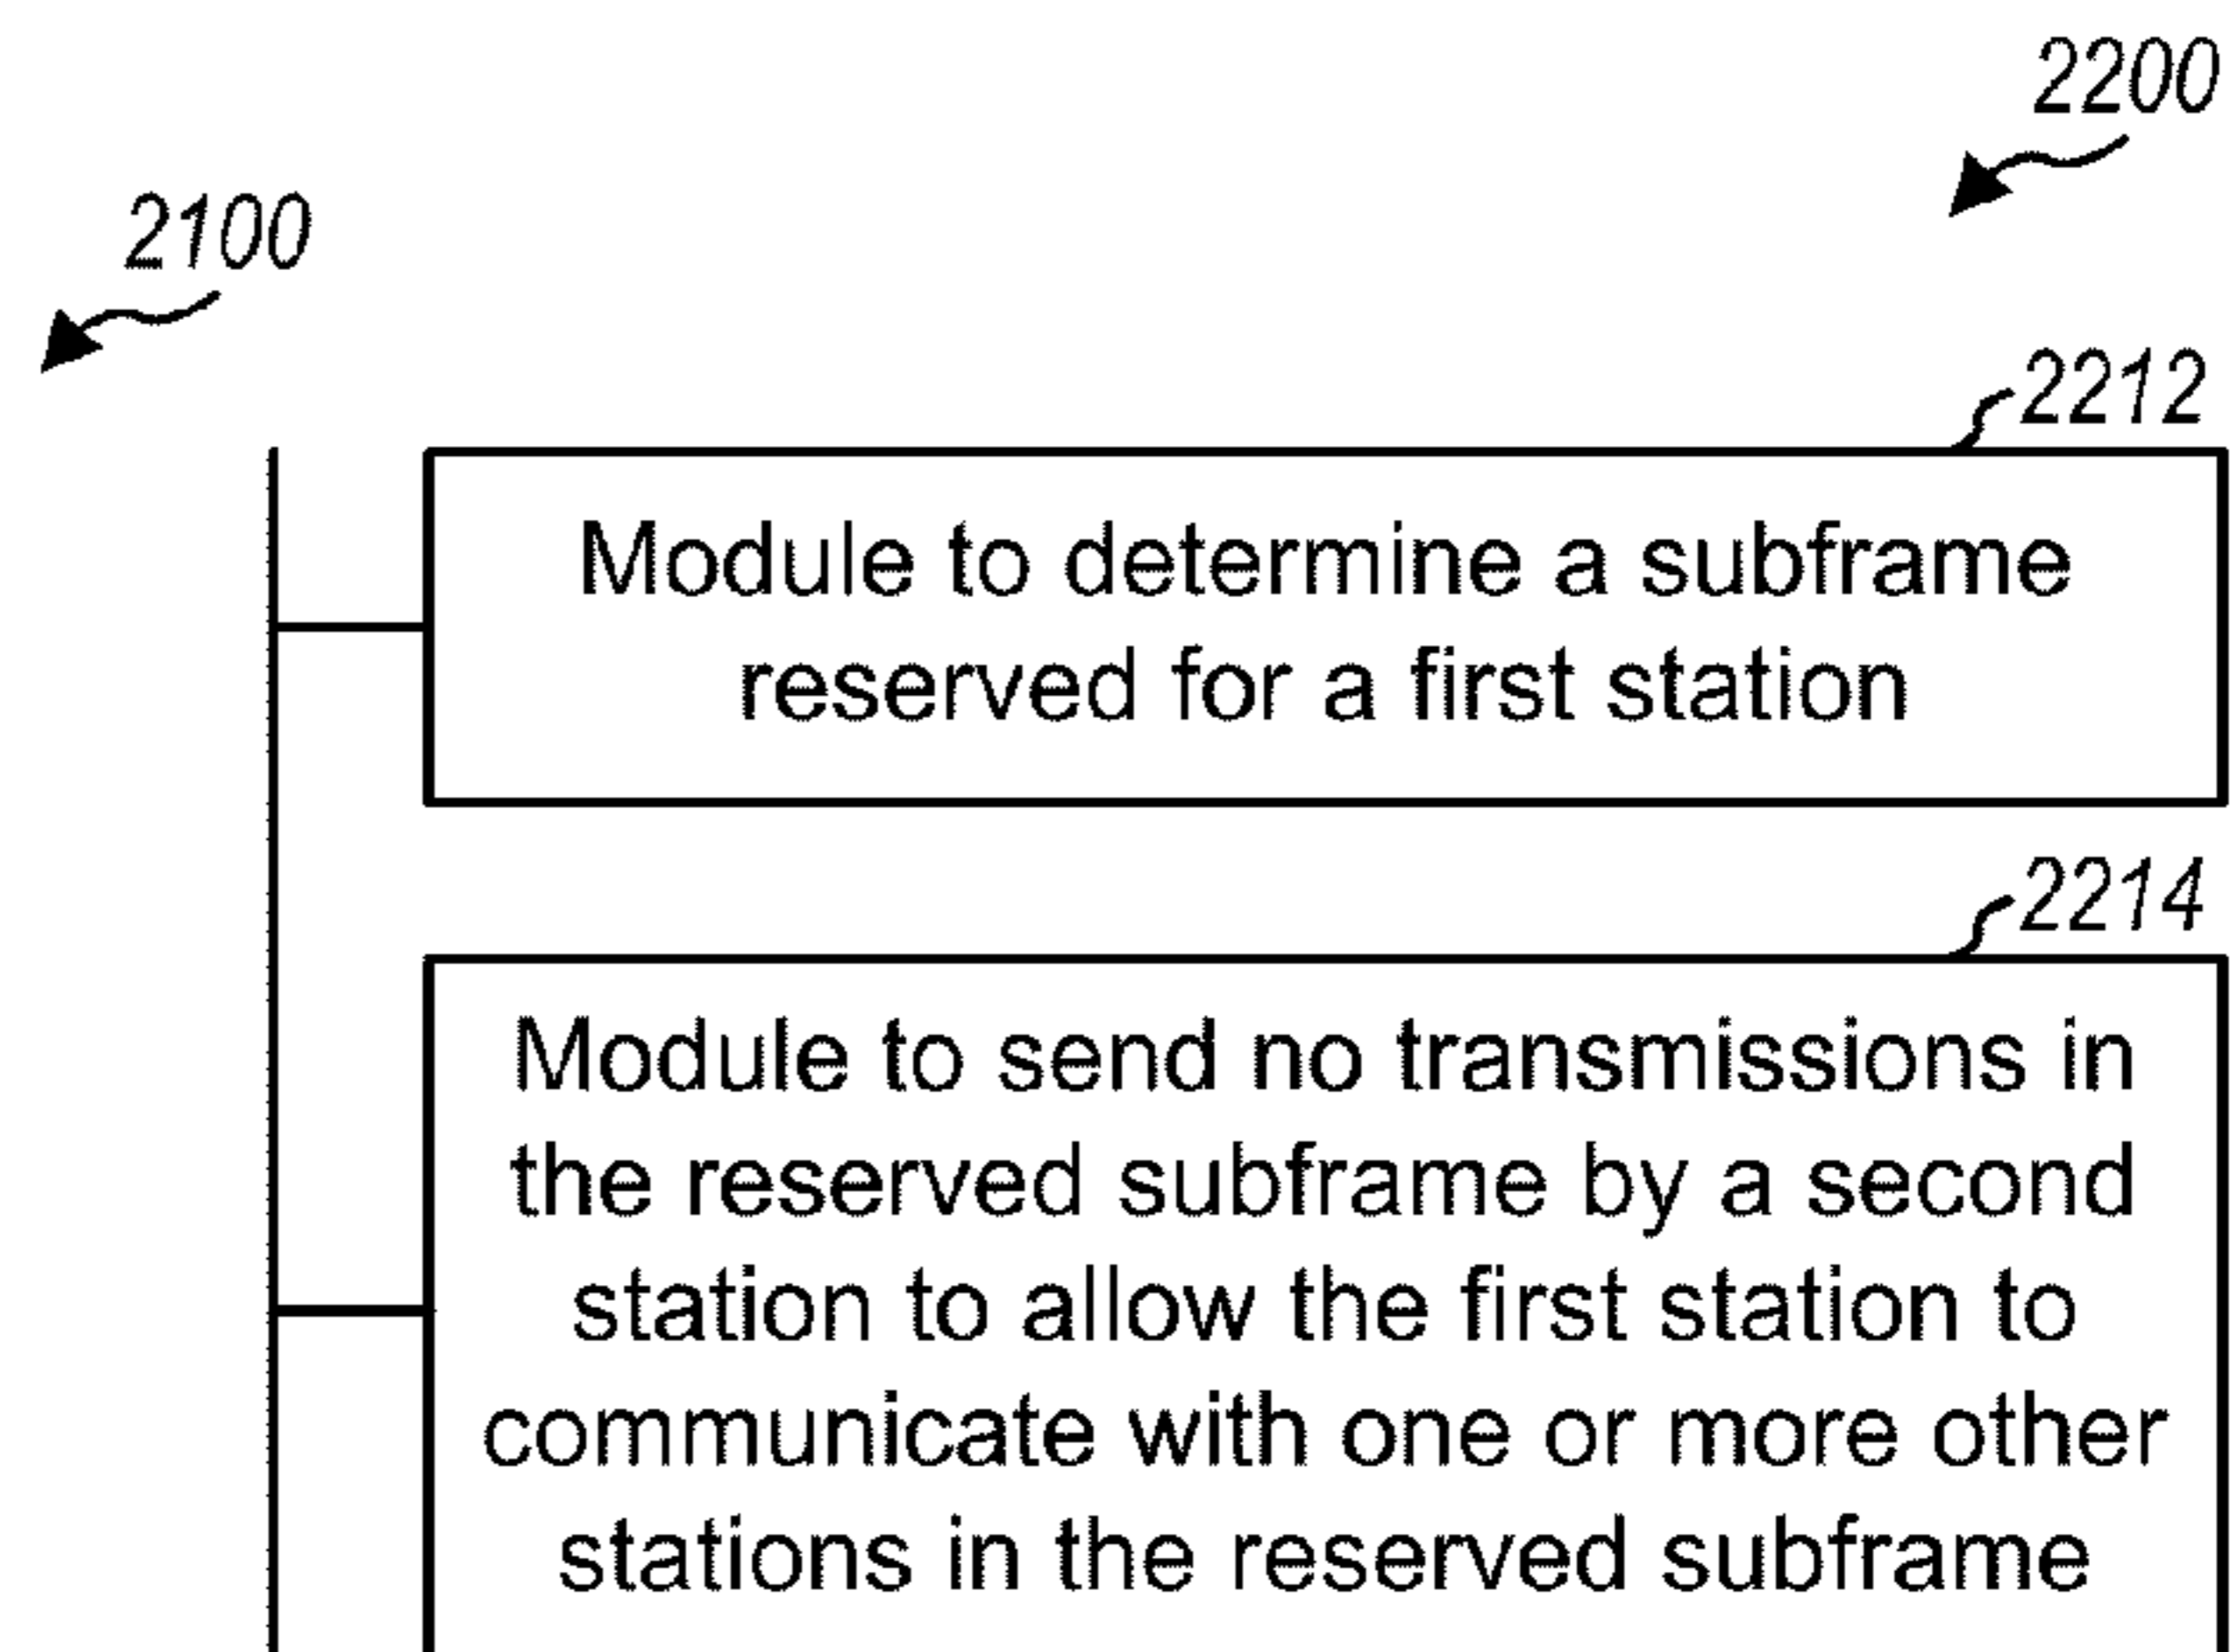 2200
2100
2212
Module to determine a subframe
reserved for a first station
2214
Module to send no transmissions in
the reserved subframe by a second
station to allow the first station to
communicate with one or more other
stations in the reserved subframe